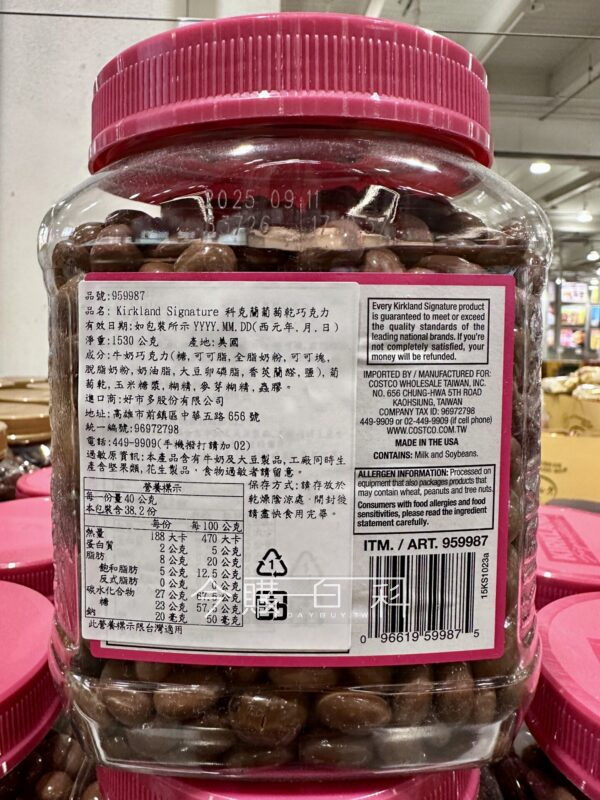 2025 09 11
品號:959987
品名: Kirkland Signature 科克蘭葡萄乾巧克力
有效日期:如包裝所示 YYYY.MM.DD(西元年.月.日)
淨重:1530 公克 產地:美國
成分:牛奶巧克力(糖,可可脂,全脂奶粉,可可塊,
脫脂奶粉,奶油脂,大豆卵磷脂,香莢蘭醛,鹽),葡
萄乾,玉米糖漿,糊精,麥芽糊精,蟲膠。
進口商:好市多股份有限公司
地址:高雄市前鎮區中華五路 656 號
統一編號:96972798
電話:449-9909(手機撥打請加 02)
過敏原資訊:本產品含有牛奶及大豆製品,工廠同時生
產含堅果類,花生製品,食物過敏者請留意。
營養標示
每一份量 40 公克
本包裝含 38.2 份
每份 每 100 公克
熱量 188 大卡 470 大卡
蛋白質 2 公克 5 公克
脂肪 8 公克 20 公克
飽和脂肪 5 公克 12.5 公克
反式脂肪 0 公克 0 公克
碳水化合物 27 公克 67.5 公克
糖 23 公克 57.5 公克
鈉 20 毫克 50 毫克
此營養標示限台灣適用
保存方式:請存放於
乾燥陰涼處,開封後
請盡快食用完畢。
1
Every Kirkland Signature product
is guaranteed to meet or exceed
the quality standards of the
leading national brands. If you're
not completely satisfied, your
money will be refunded.
IMPORTED BY / MANUFACTURED FOR:
COSTCO WHOLESALE TAIWAN, INC.
NO. 656 CHUNG-HWA 5TH ROAD
KAOHSIUNG, TAIWAN
COMPANY TAX ID: 96972798
449-9909 or 02-449-9909 (if cell phone)
WWW.COSTCO.COM.TW
MADE IN THE USA
CONTAINS: Milk and Soybeans.
ALLERGEN INFORMATION: Processed on
equipment that also packages products that
may contain wheat, peanuts and tree nuts.
Consumers with food allergies and food
sensitivities, please read the ingredient
statement carefully.
ITM. / ART. 959987
15KS1023a
0 96619 59987 5
今購百彩